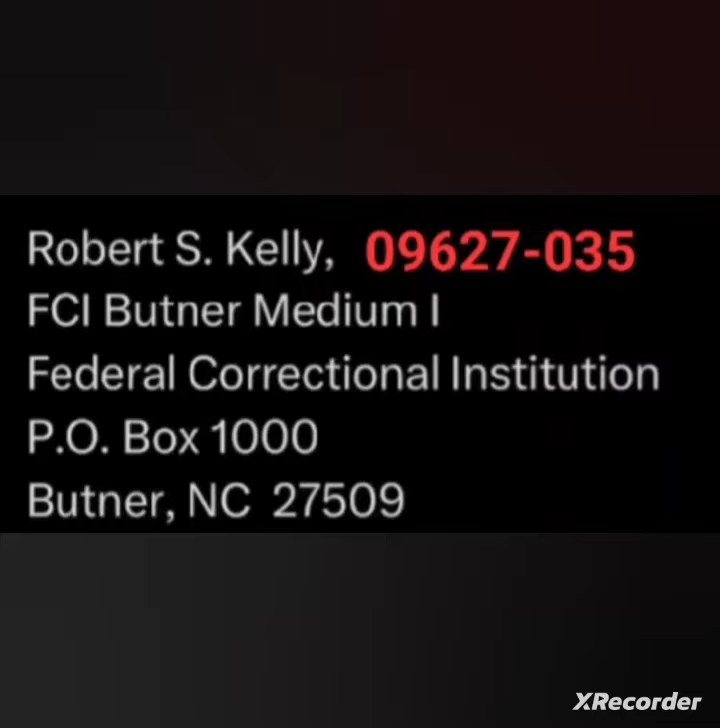 Robert S. Kelly, 09627-035
FCI Butner Medium I
Federal Correctional Institution
P.O. Box 1000
Butner, NC 27509
XRecorder